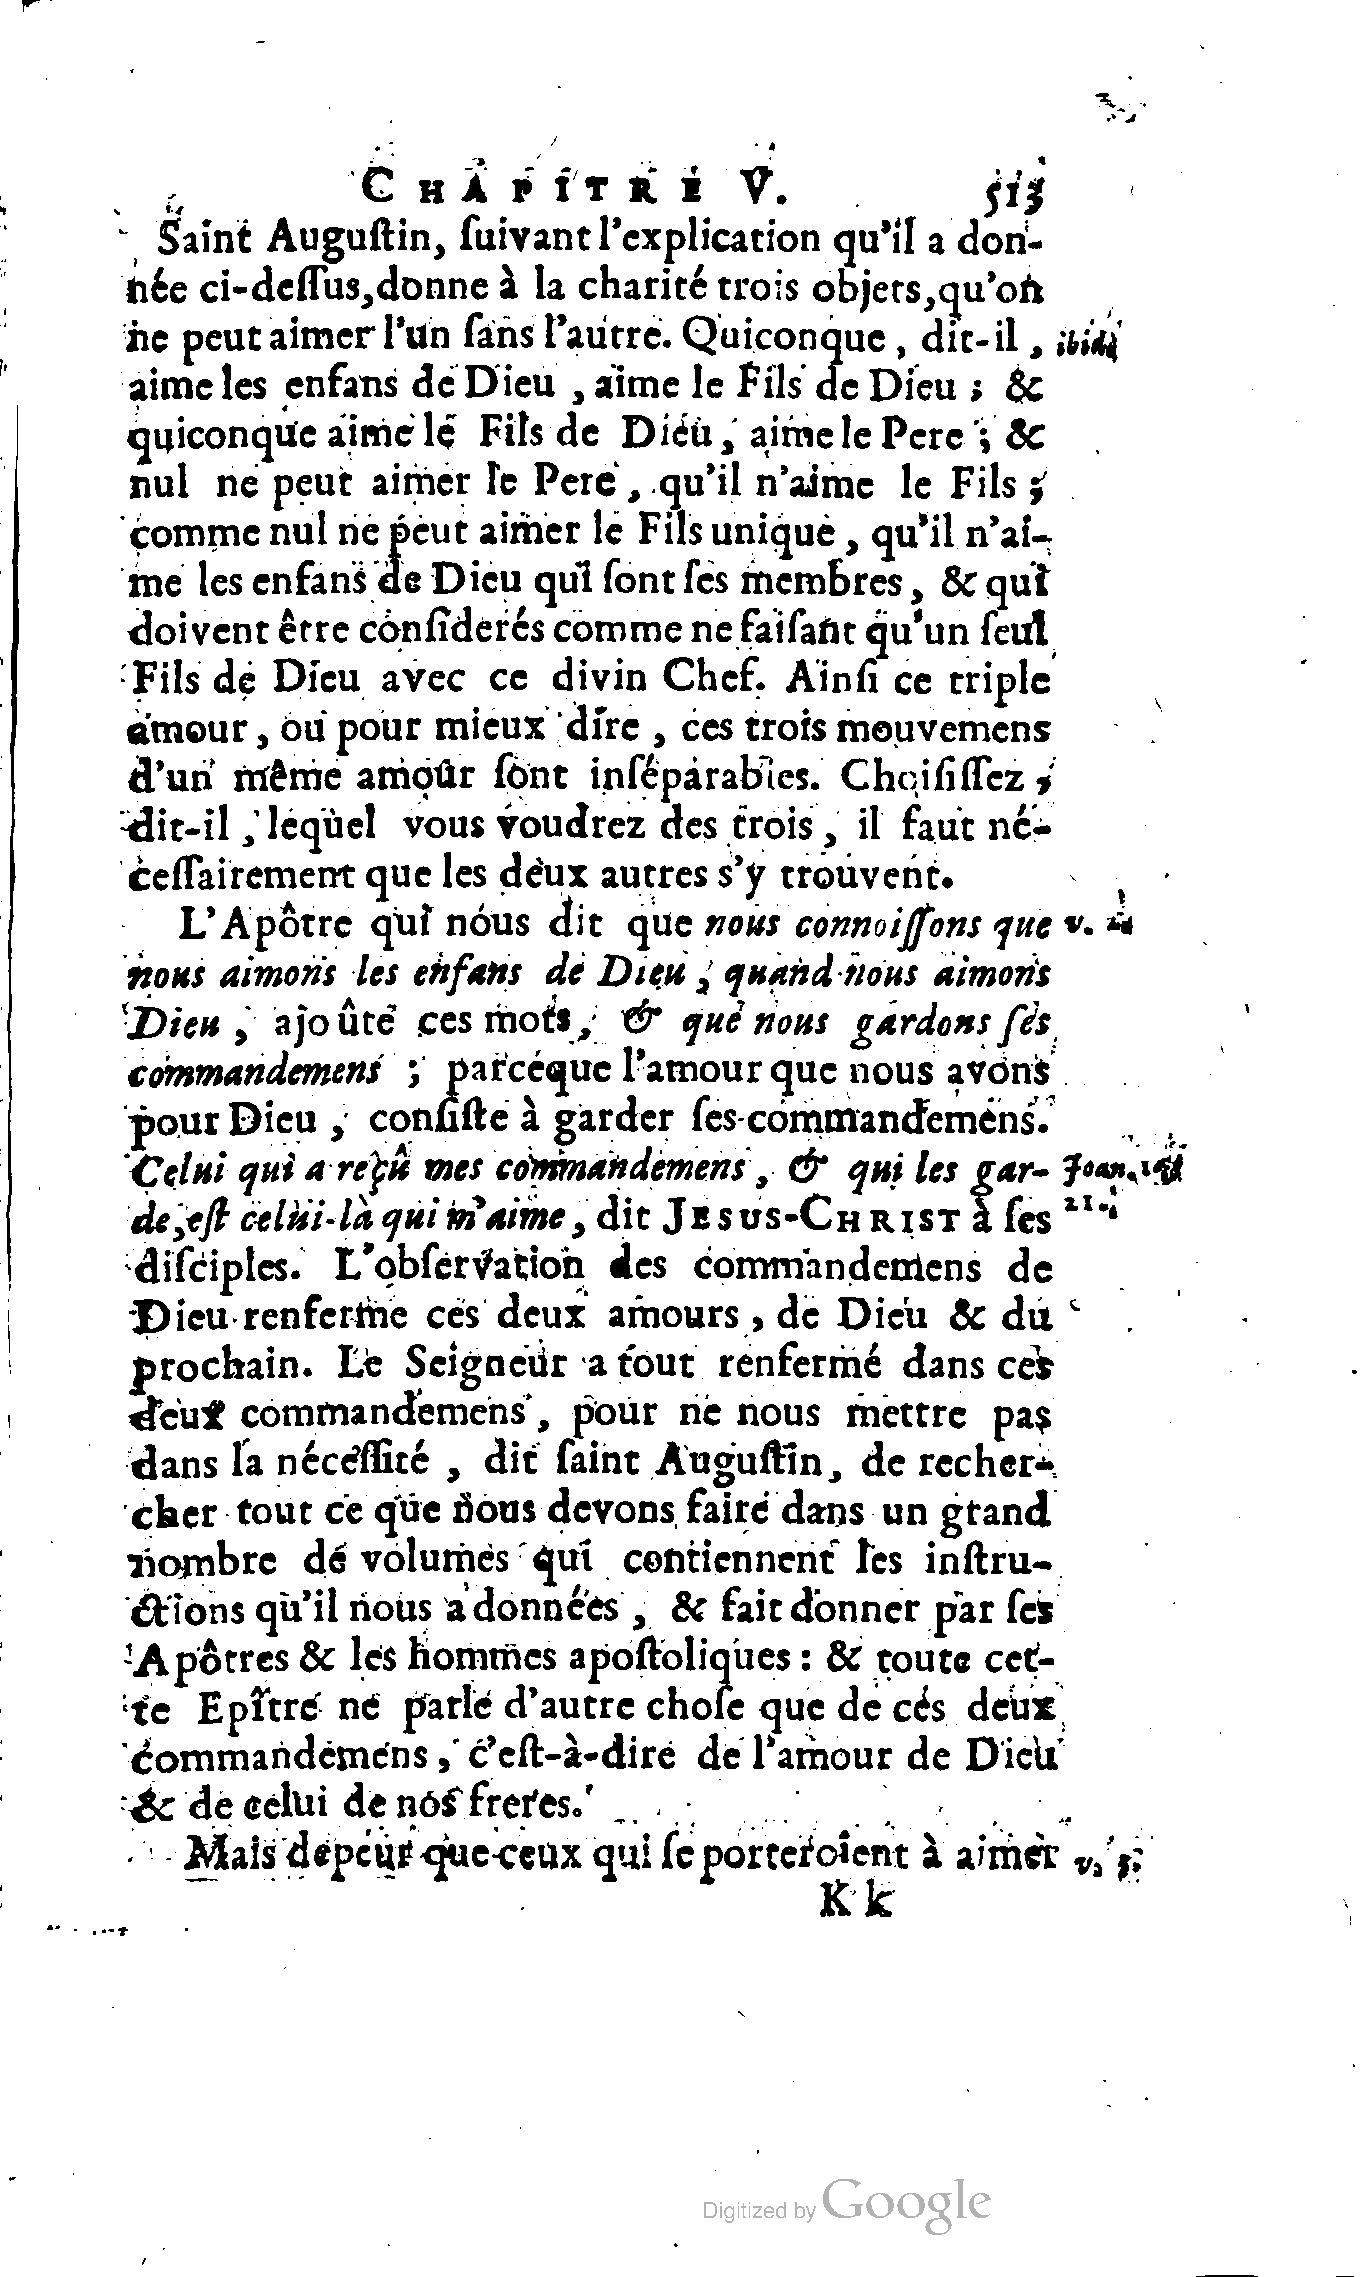 CHAPITRE V. 513
Saint Auguſtin, ſuivant l'explication qu'il a don-
née ci-deſſus, donne à la charité trois objets, qu'on
ne peut aimer l'un ſans l'autre. Quiconque, dit-il, ibid.
aime les enfans de Dieu, aime le Fils de Dieu ; &
quiconque aime le Fils de Dieu, aime le Pere ; &
nul ne peut aimer le Pere, qu'il n'aime le Fils ;
comme nul ne peut aimer le Fils unique, qu'il n'ai-
me les enfans de Dieu qui ſont ſes membres, & qui
doivent être conſiderés comme ne faiſant qu'un ſeul
Fils de Dieu avec ce divin Chef. Ainſi ce triple
amour, ou pour mieux dire, ces trois mouvemens
d'un même amour ſont inſéparables. Choiſiſſez,
dit-il, lequel vous voudrez des trois, il faut né-
ceſſairement que les deux autres s'y trouvent.
L'Apôtre qui nous dit que nous connoiſſons que v.
nous aimons les enfans de Dieu, quand nous aimons
Dieu, ajoûte ces mots, & que nous gardons ſes
commandemens ; parceque l'amour que nous avons
pour Dieu, conſiſte à garder ſes commandemens.
Celui qui a reçû mes commandemens, & qui les gar- Joan.
de, eſt celui-là qui m'aime, dit JESUS-CHRIST à ſes 21.
diſciples. L'obſervation des commandemens de
Dieu renferme ces deux amours, de Dieu & du
prochain. Le Seigneur a tout renfermé dans ces
deux commandemens, pour ne nous mettre pas
dans la néceſſité, dit ſaint Auguſtin, de recher-
cher tout ce que nous devons faire dans un grand
nombre de volumes qui contiennent les inſtru-
ctions qu'il nous a données, & fait donner par ſes
Apôtres & les hommes apoſtoliques : & toute cet-
te Epître ne parle d'autre choſe que de ces deux
commandemens, c'eſt-à-dire de l'amour de Dieu
& de celui de nos freres.
Mais depeur que ceux qui ſe porteroient à aimer v. 3.
Kk
Digitized by Google